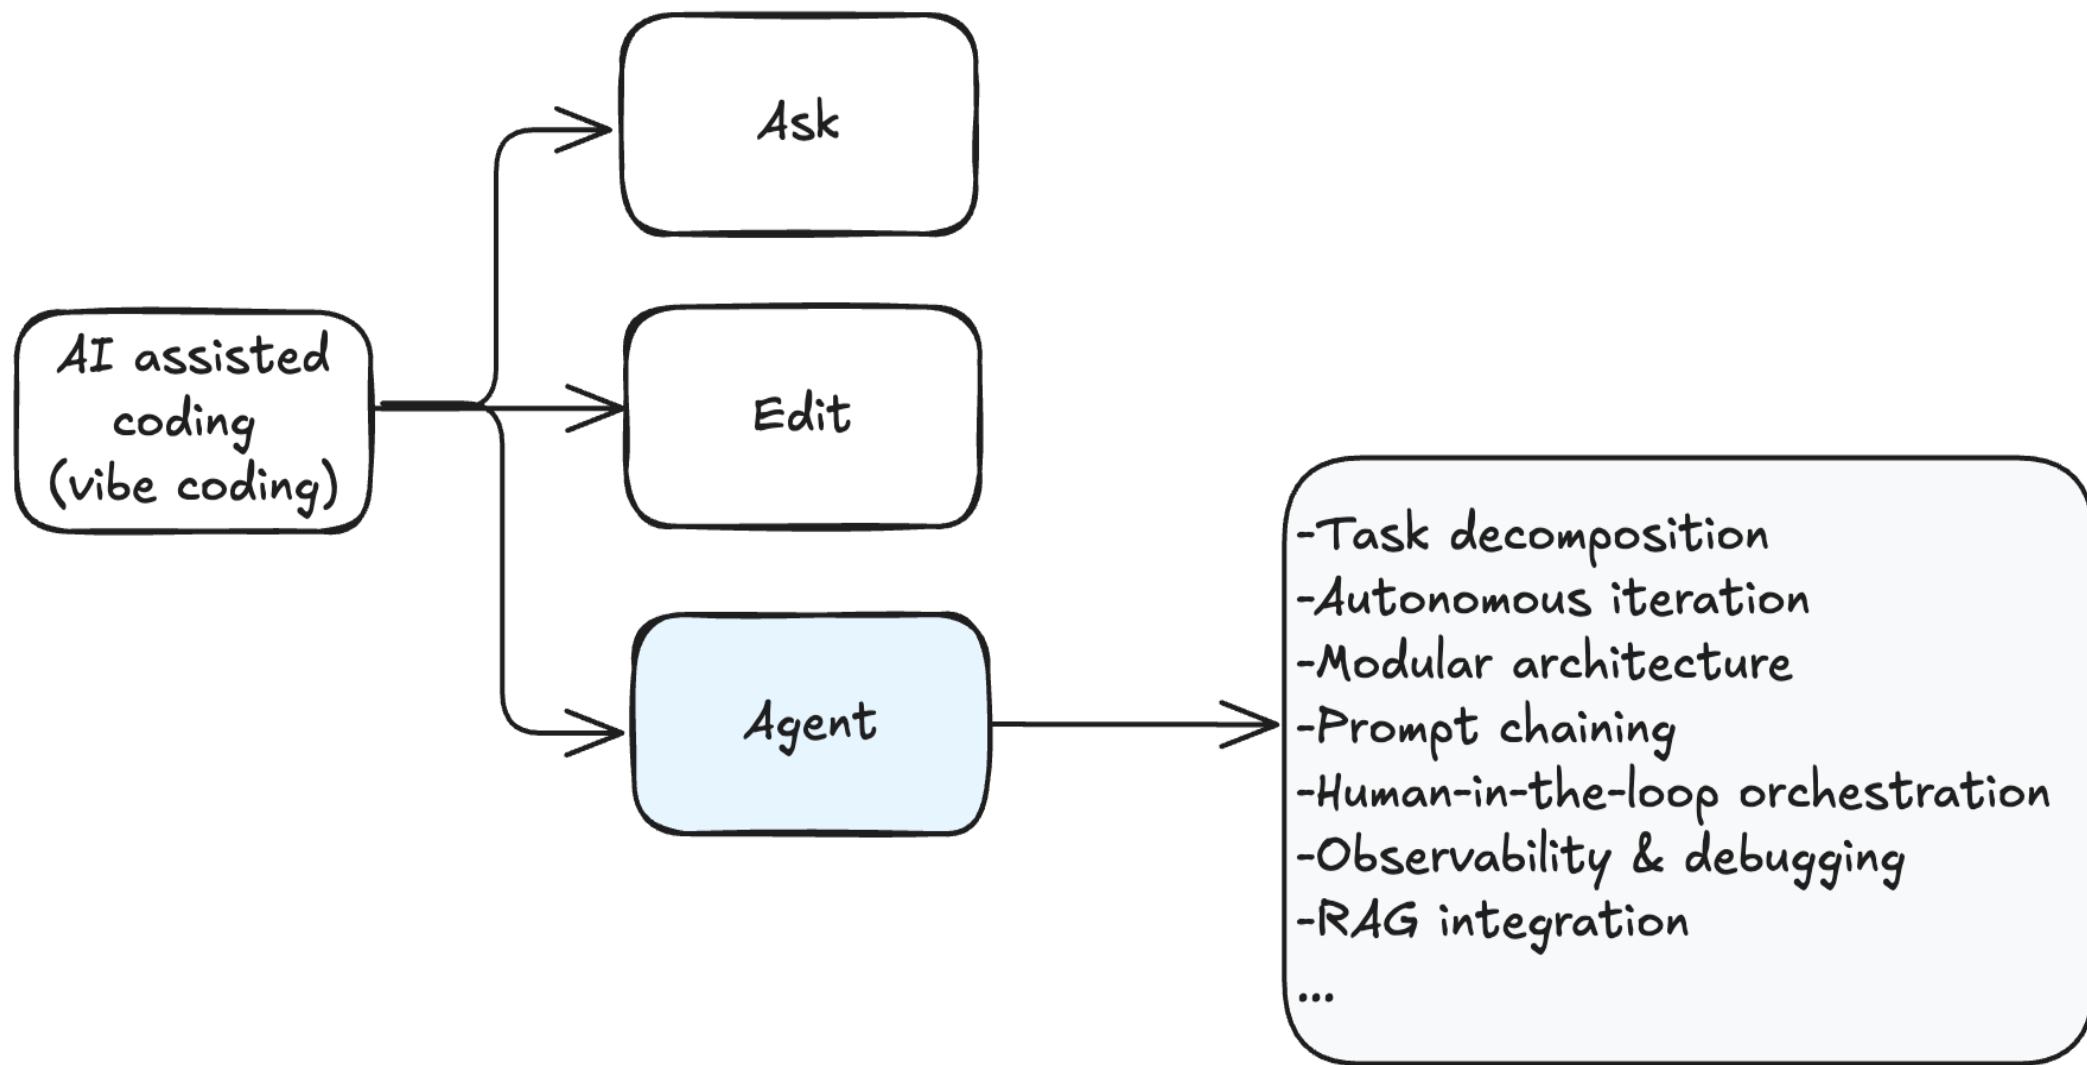 Ask
AI assisted
coding
(vibe coding)
Edit
Agent
-Task decomposition
-Autonomous iteration
-Modular architecture
-Prompt chaining
-Human-in-the-loop orchestration
-Observability & debugging
-RAG integration
...